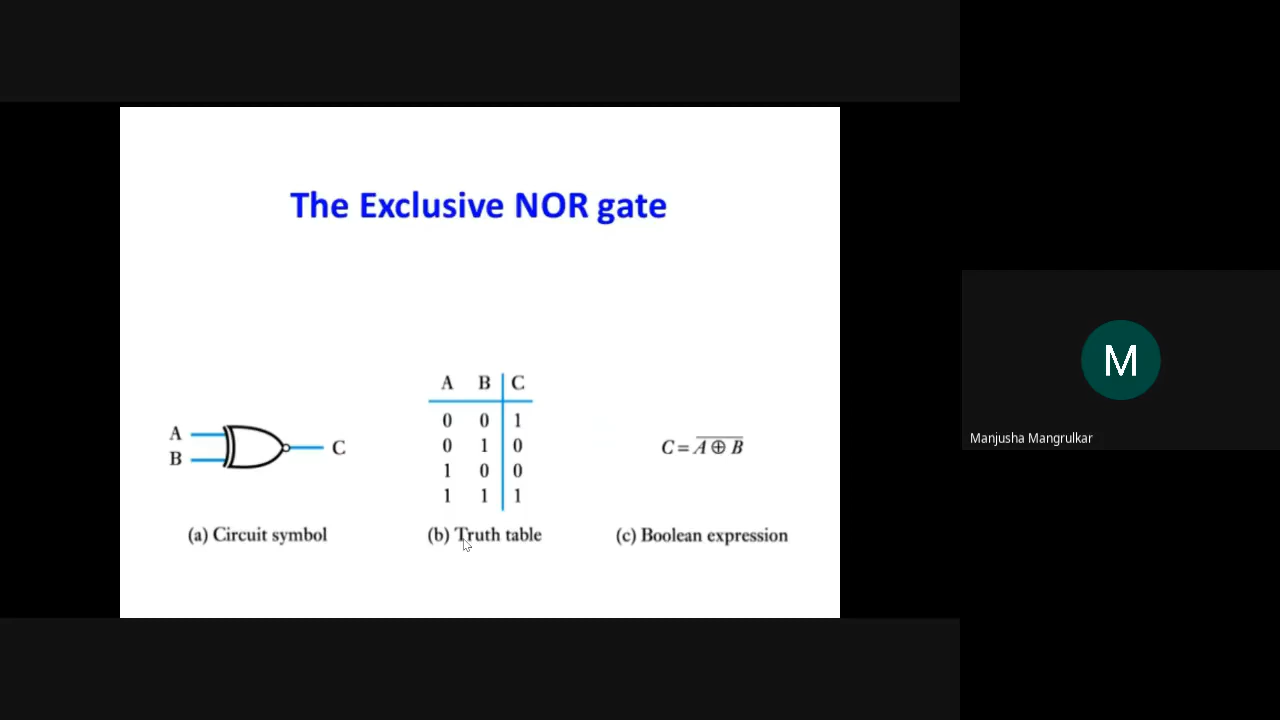 The Exclusive NOR gate
A B C
0 0 1
0 1 0
1 0 0
1 1 1
A
B
C
C = \overline{A ⊕ B}
(a) Circuit symbol
(b) Truth table
(c) Boolean expression
M
Manjusha Mangrulkar